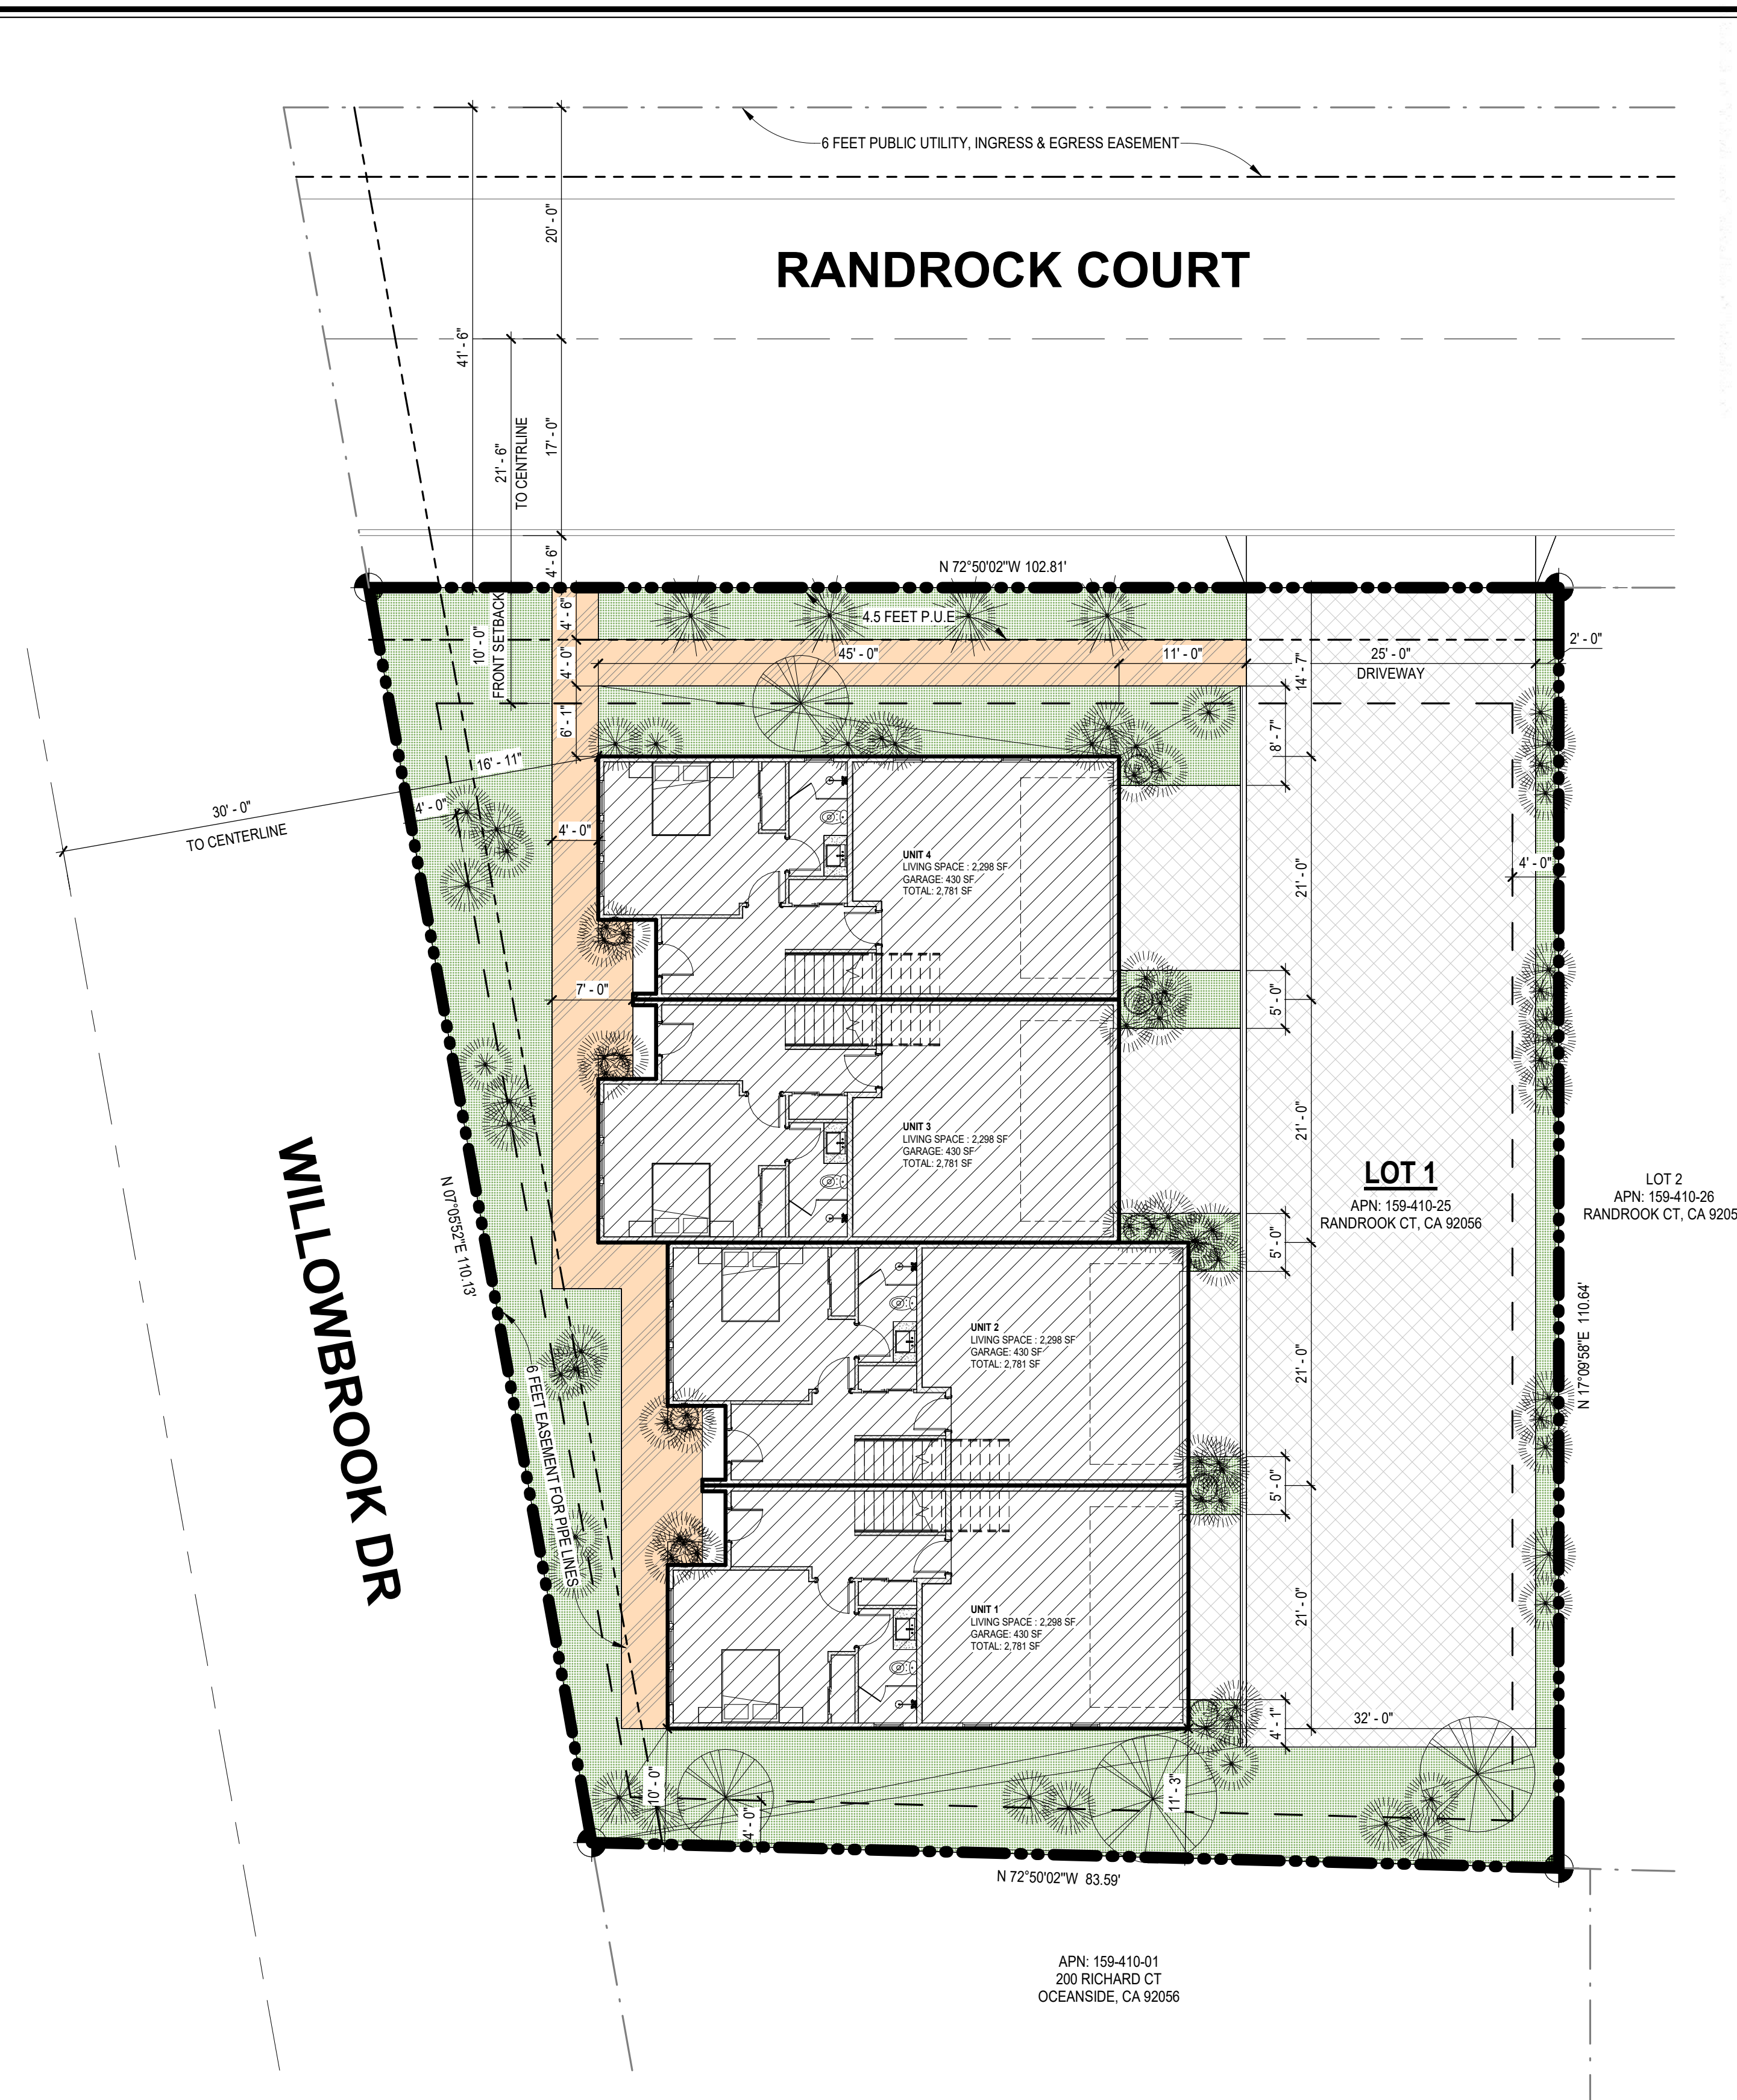 6 FEET PUBLIC UTILITY, INGRESS & EGRESS EASEMENT
RANDROCK COURT
20' - 0"
41' - 6"
17' - 0"
21' - 6"
TO CENTRLINE
4' - 6"
N 72°50'02"W 102.81'
4.5 FEET P.U.E
4' - 6"
10' - 0"
FRONT SETBACK
4' - 0"
45' - 0"
11' - 0"
14' - 7"
25' - 0"
DRIVEWAY
2' - 0"
6' - 1"
8' - 7"
16' - 11"
30' - 0"
TO CENTERLINE
4' - 0"
4' - 0"
UNIT 4
LIVING SPACE : 2,298 SF
GARAGE: 430 SF
TOTAL: 2,781 SF
21' - 0"
4' - 0"
7' - 0"
5' - 0"
UNIT 3
LIVING SPACE : 2,298 SF
GARAGE: 430 SF
TOTAL: 2,781 SF
21' - 0"
LOT 1
APN: 159-410-25
RANDROOK CT, CA 92056
LOT 2
APN: 159-410-26
RANDROOK CT, CA 9205
WILLOWBROOK DR
N 07°05'52"E 110.13'
5' - 0"
UNIT 2
LIVING SPACE : 2,298 SF
GARAGE: 430 SF
TOTAL: 2,781 SF
21' - 0"
N 17°09'58"E 110.64'
6 FEET EASEMENT FOR PIPE LINES
5' - 0"
UNIT 1
LIVING SPACE : 2,298 SF
GARAGE: 430 SF
TOTAL: 2,781 SF
21' - 0"
4' - 1"
32' - 0"
10' - 0"
11' - 3"
4' - 0"
N 72°50'02"W 83.59'
APN: 159-410-01
200 RICHARD CT
OCEANSIDE, CA 92056